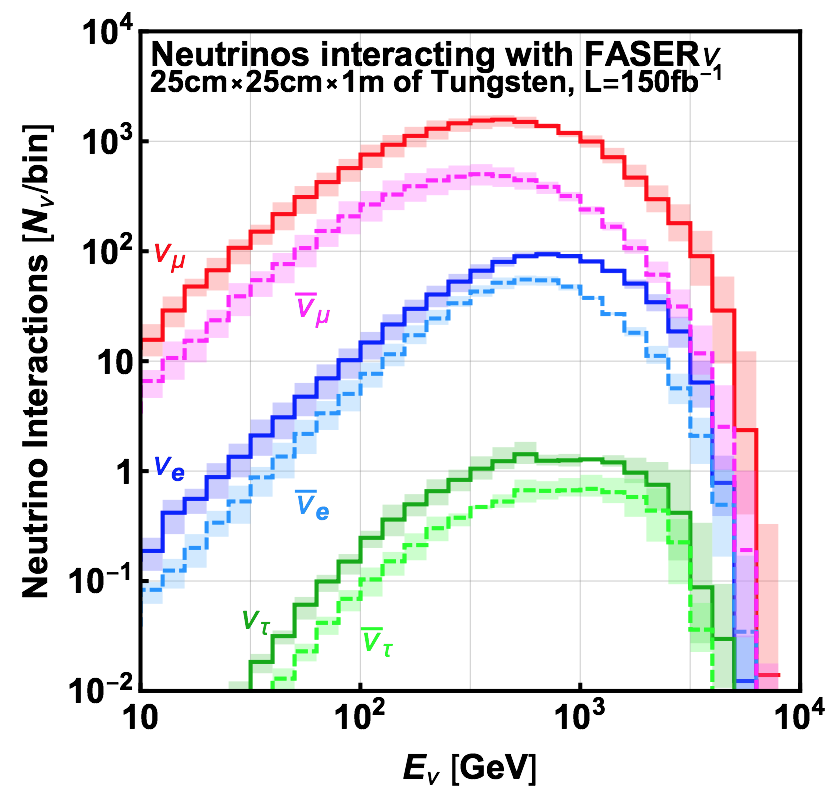 Neutrinos interacting with FASERν
25cm×25cm×1m of Tungsten, L=150fb⁻¹
10⁴
10³
10²
10
1
10⁻¹
10⁻²
Neutrino Interactions [Nν/bin]
νμ
ν̅μ
νe
ν̅e
ντ
ν̅τ
10 10² 10³ 10⁴
Eν [GeV]